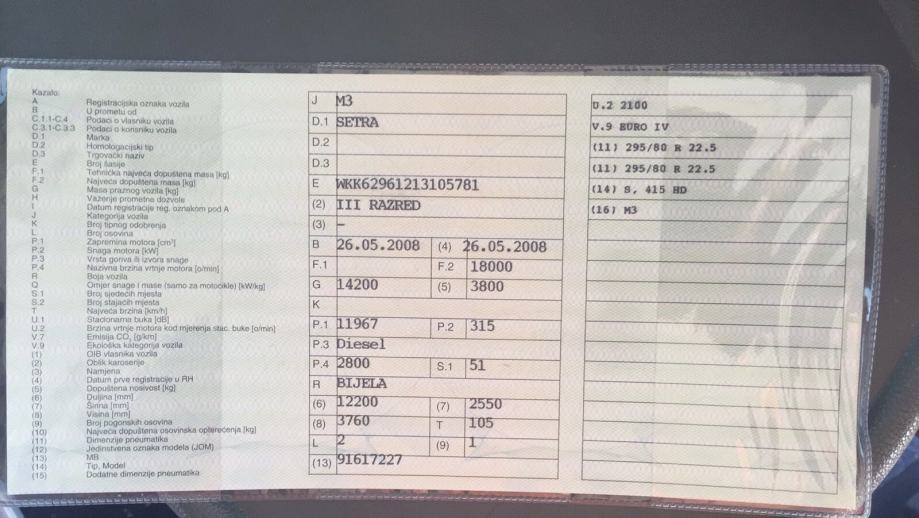 Kazalo:
A Registracijska oznaka vozila
B U prometu od
C.1.1-C.4 Podaci o vlasniku vozila
C.3.1-C.3.3 Podaci o korisniku vozila
D.1 Marka
D.2 Homologacijski tip
D.3 Trgovački naziv
E Broj šasije
F.1 Tehnička najveća dopuštena masa [kg]
F.2 Najveća dopuštena masa [kg]
G Masa praznog vozila [kg]
H Važenje prometne dozvole
I Datum registracije reg. oznakom pod A
J Kategorija vozila
K Broj tipnog odobrenja
L Broj osovina
P.1 Zapremina motora [cm³]
P.2 Snaga motora [kW]
P.3 Vrsta goriva ili izvora snage
P.4 Nazivna brzina vrtnje motora [o/min]
R Boja vozila
Q Omjer snage i mase (samo za motocikle) [kW/kg]
S.1 Broj sjedećih mjesta
S.2 Broj stajaćih mjesta
T Najveća brzina [km/h]
U.1 Stacionarna buka [dB]
U.2 Brzina vrtnje motora kod mjerenja stac. buke [o/min]
V.7 Emisija CO₂ [g/km]
V.9 Ekološka kategorija vozila
(1) OIB vlasnika vozila
(2) Oblik karoserije
(3) Namjena
(4) Datum prve registracije u RH
(5) Dopuštena nosivost [kg]
(6) Duljina [mm]
(7) Širina [mm]
(8) Visina [mm]
(9) Broj pogonskih osovina
(10) Najveća dopuštena osovinska opterećenja [kg]
(11) Dimenzije pneumatika
(12) Jedinstvena oznaka modela (JOM)
(13) MB
(14) Tip, Model
(15) Dodatne dimenzije pneumatika
J M3
D.1 SETRA
D.2
D.3
E WKK62961213105781
(2) III RAZRED
(3) –
B 26.05.2008 (4) 26.05.2008
F.1 F.2 18000
G 14200 (5) 3800
K
P.1 11967 P.2 315
P.3 Diesel
P.4 2800 S.1 51
R BIJELA
(6) 12200 (7) 2550
(8) 3760 T 105
L 2 (9) 1
(13) 91617227
D.2 2100
V.9 EURO IV
(11) 295/80 R 22.5
(11) 295/80 R 22.5
(14) S, 415 HD
(16) M3